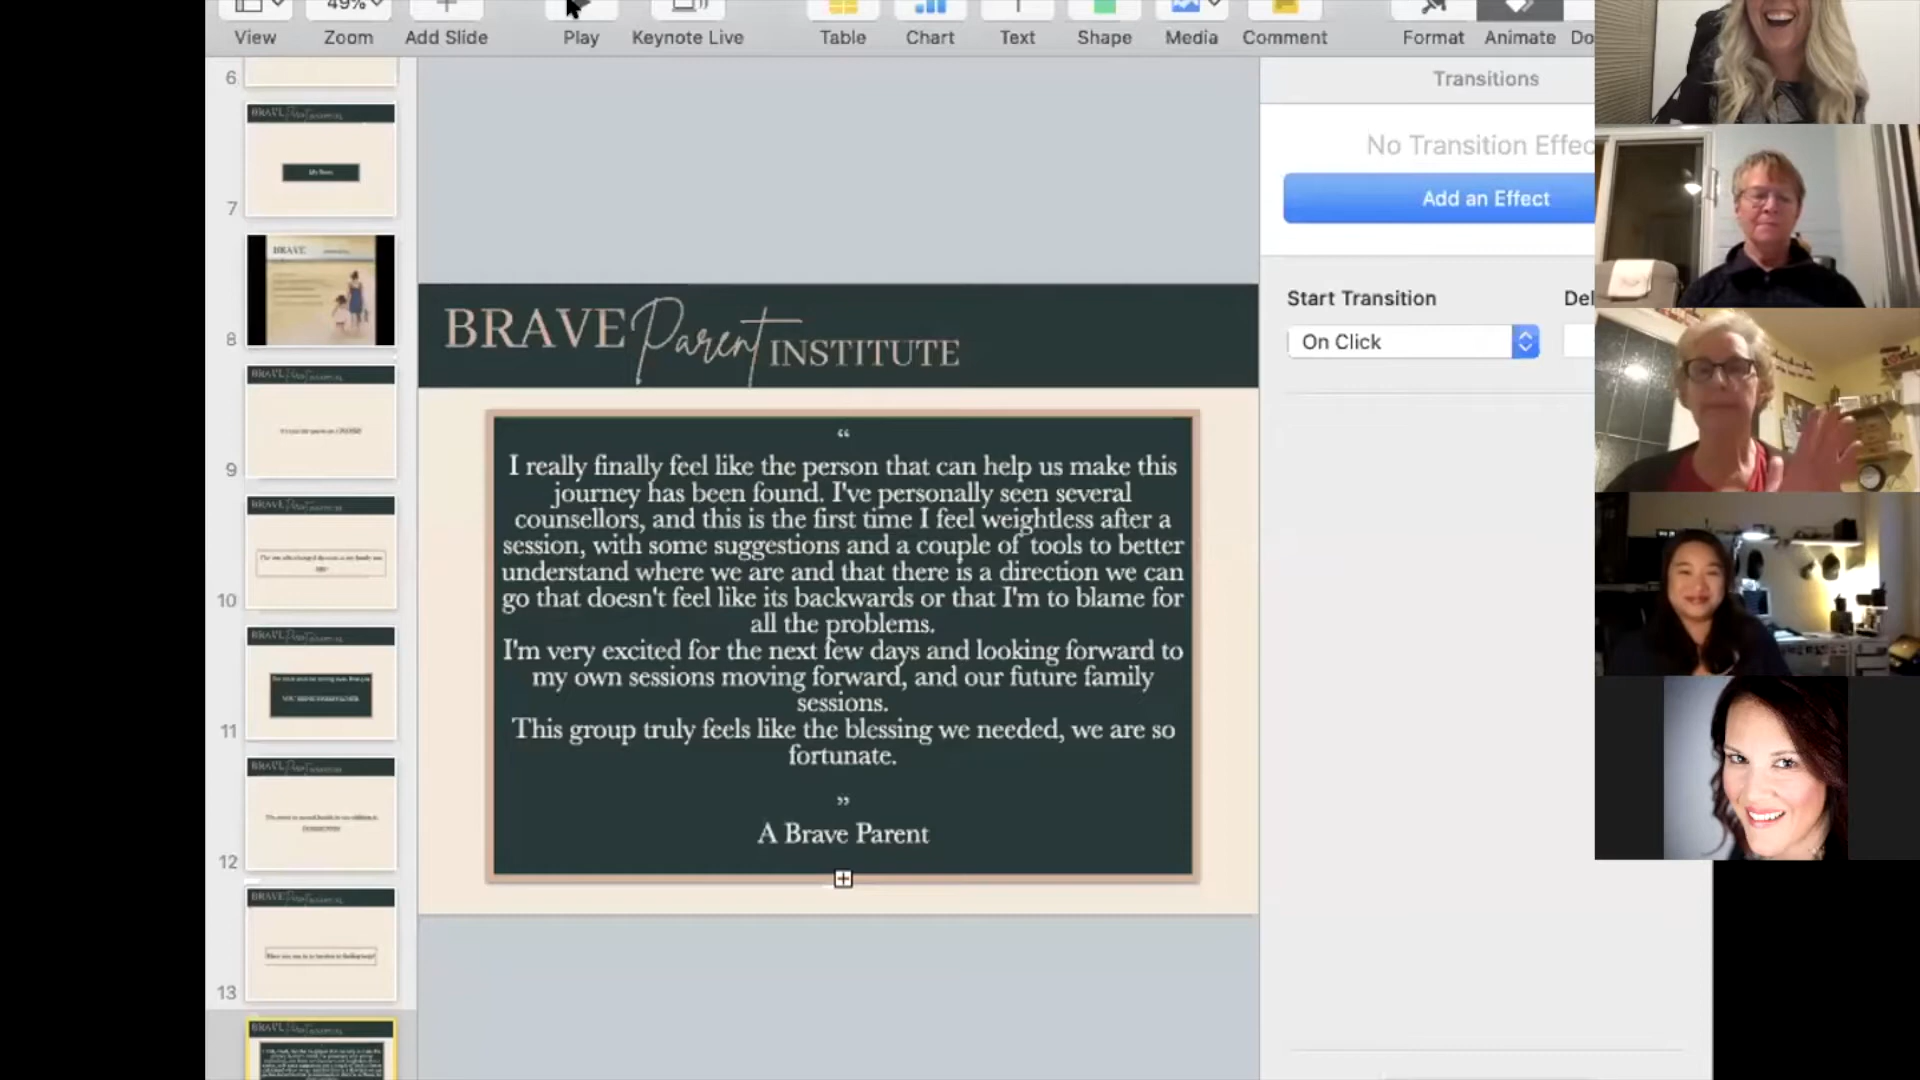 49%
View
Zoom
Add Slide
Play
Keynote Live
Table
Chart
Text
Shape
Media
Comment
Format
Animate
Do
Transitions
No Transition Effec
Add an Effect
Start Transition
Del
On Click
6
7
8
BRAVE
9
10
11
12
13
BRAVE Parent INSTITUTE
“
I really finally feel like the person that can help us make this
journey has been found. I've personally seen several
counsellors, and this is the first time I feel weightless after a
session, with some suggestions and a couple of tools to better
understand where we are and that there is a direction we can
go that doesn't feel like its backwards or that I'm to blame for
all the problems.
I'm very excited for the next few days and looking forward to
my own sessions moving forward, and our future family
sessions.
This group truly feels like the blessing we needed, we are so
fortunate.
”
A Brave Parent